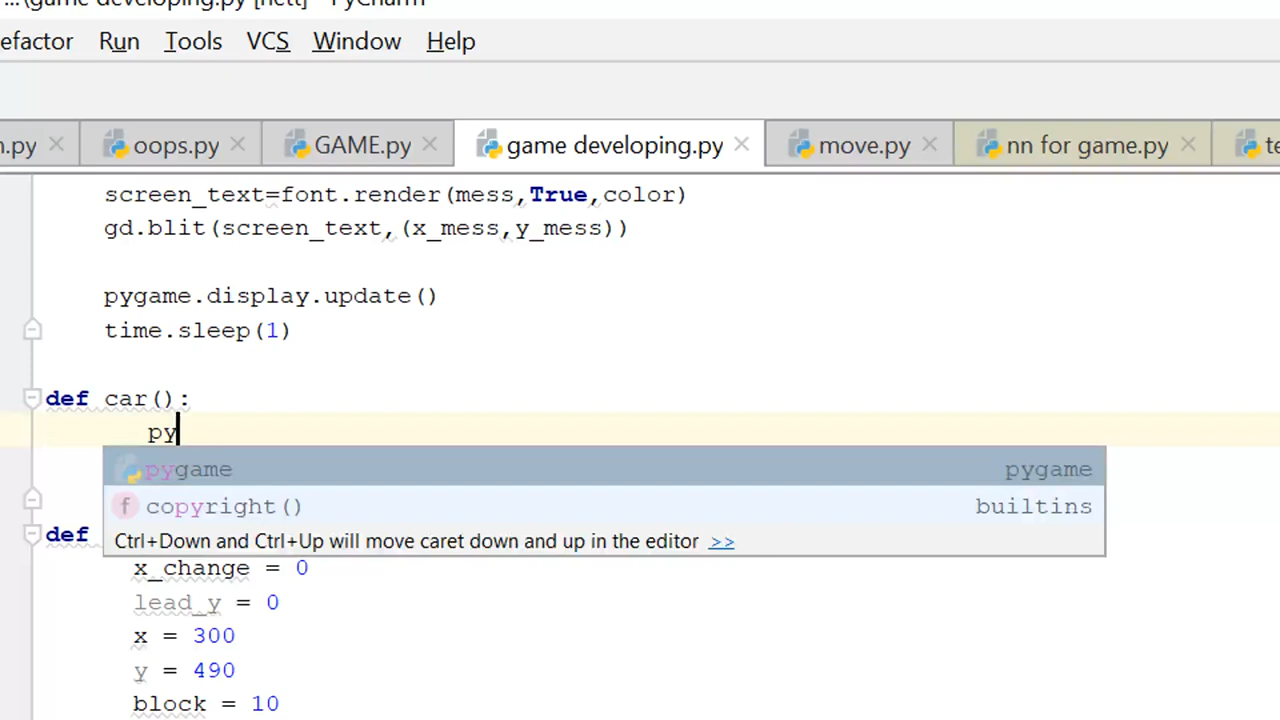 ...\game developing.py [nett] - PyCharm
efactor Run Tools VCS Window Help
n.py oops.py GAME.py game developing.py move.py nn for game.py te
screen_text=font.render(mess,True,color)
gd.blit(screen_text,(x_mess,y_mess))
pygame.display.update()
time.sleep(1)
def car():
py
pygame pygame
f copyright() builtins
def
Ctrl+Down and Ctrl+Up will move caret down and up in the editor >>
x_change = 0
lead_y = 0
x = 300
y = 490
block = 10